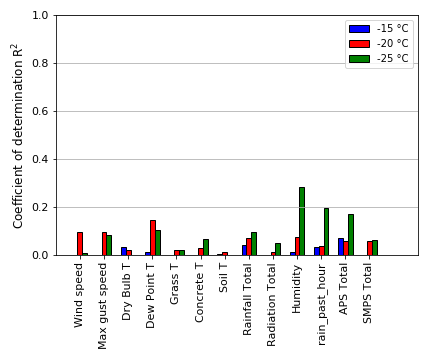 1.0
0.8
0.6
0.4
0.2
0.0
Coefficient of determination R²
-15 °C
-20 °C
-25 °C
Wind speed
Max gust speed
Dry Bulb T
Dew Point T
Grass T
Concrete T
Soil T
Rainfall Total
Radiation Total
Humidity
rain_past_hour
APS Total
SMPS Total